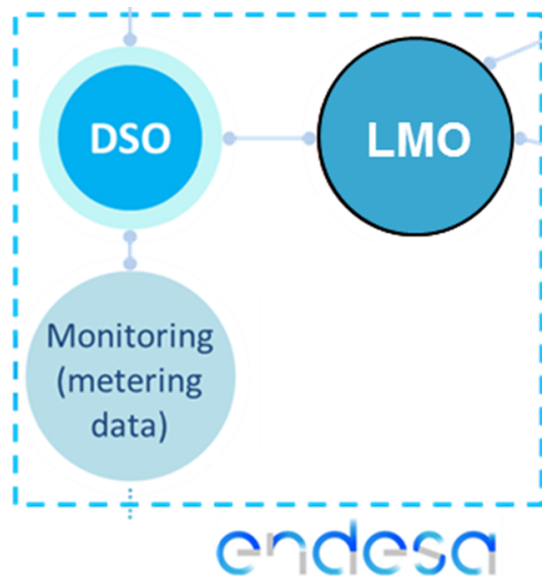 DSO
LMO
Monitoring
(metering
data)
endesa